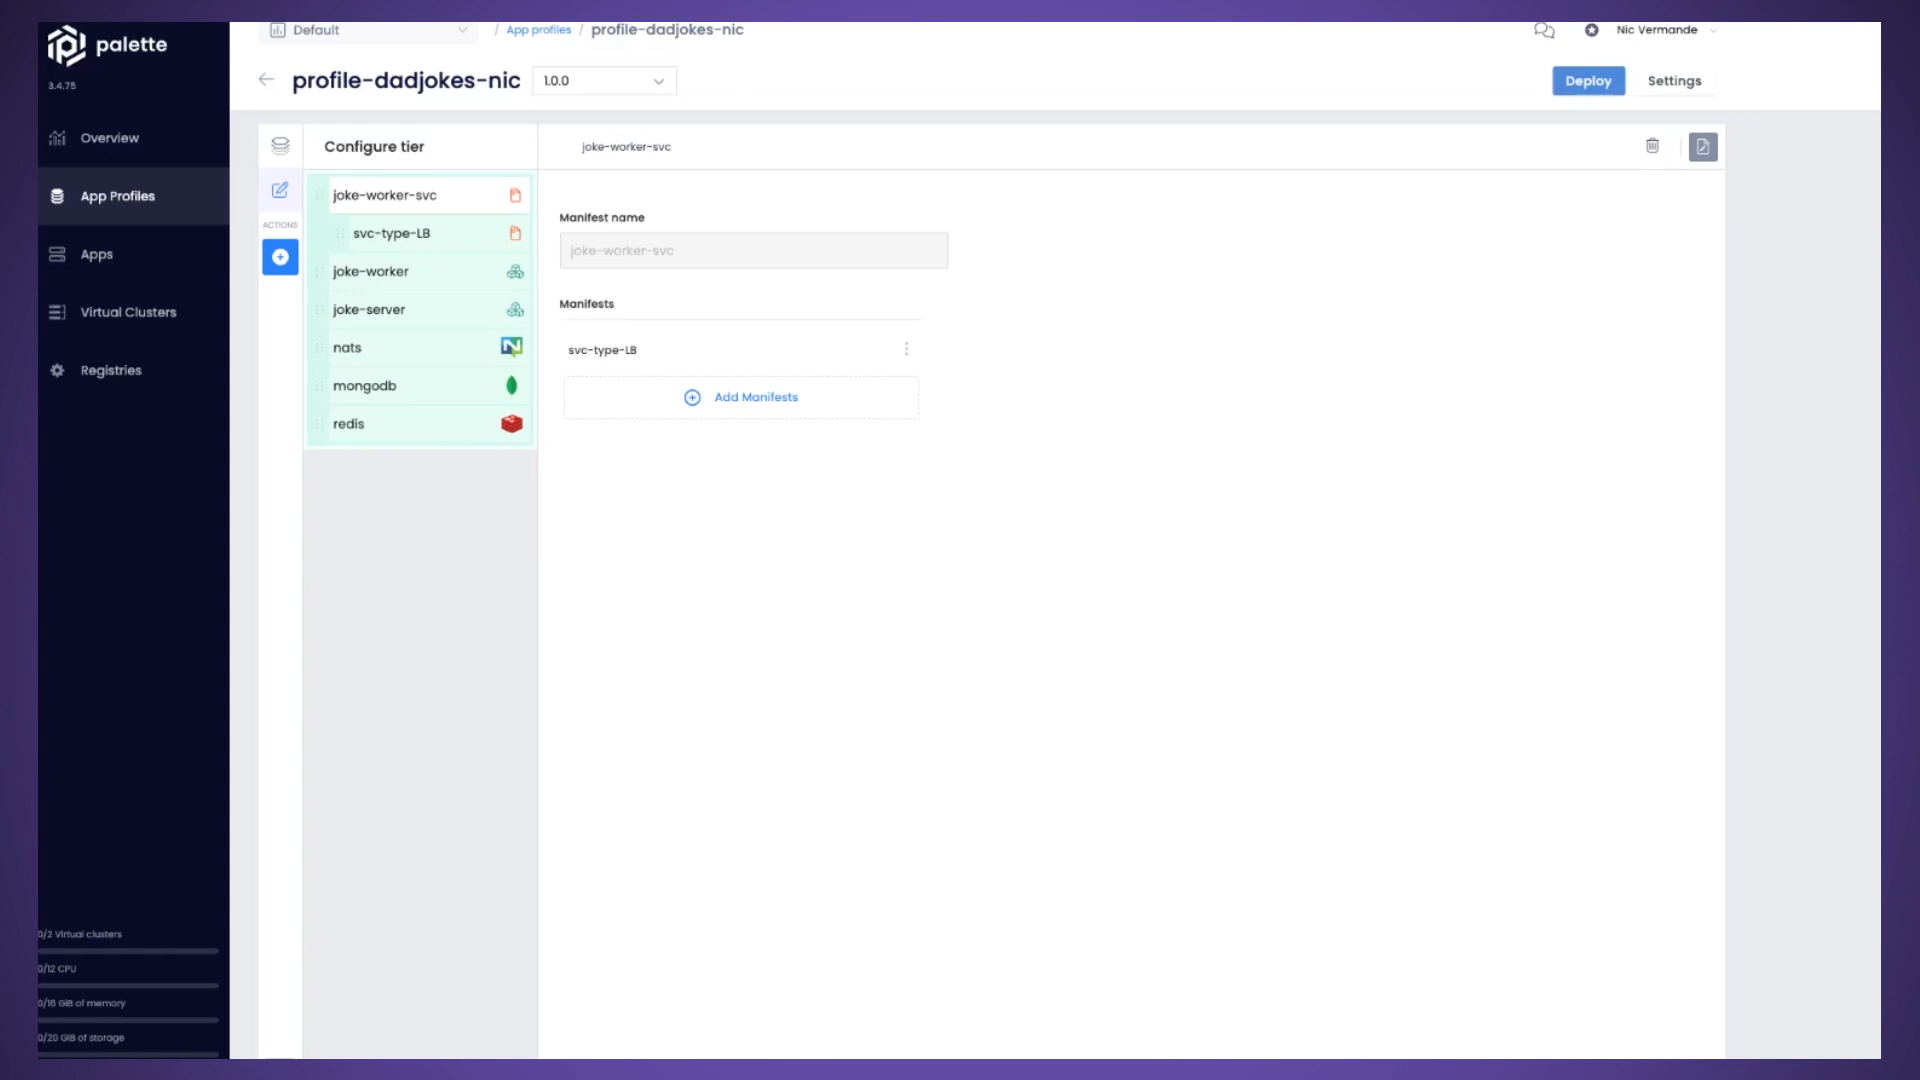 palette
3.4.75
Overview
App Profiles
Apps
Virtual Clusters
Registries
0/2 Virtual clusters
0/12 CPU
0/16 GiB of memory
0/20 GiB of storage
Default
/ App profiles / profile-dadjokes-nic
Nic Vermande
profile-dadjokes-nic
1.0.0
Deploy
Settings
ACTIONS
Configure tier
joke-worker-svc
svc-type-LB
joke-worker
joke-server
nats
mongodb
redis
joke-worker-svc
Manifest name
joke-worker-svc
Manifests
svc-type-LB
Add Manifests